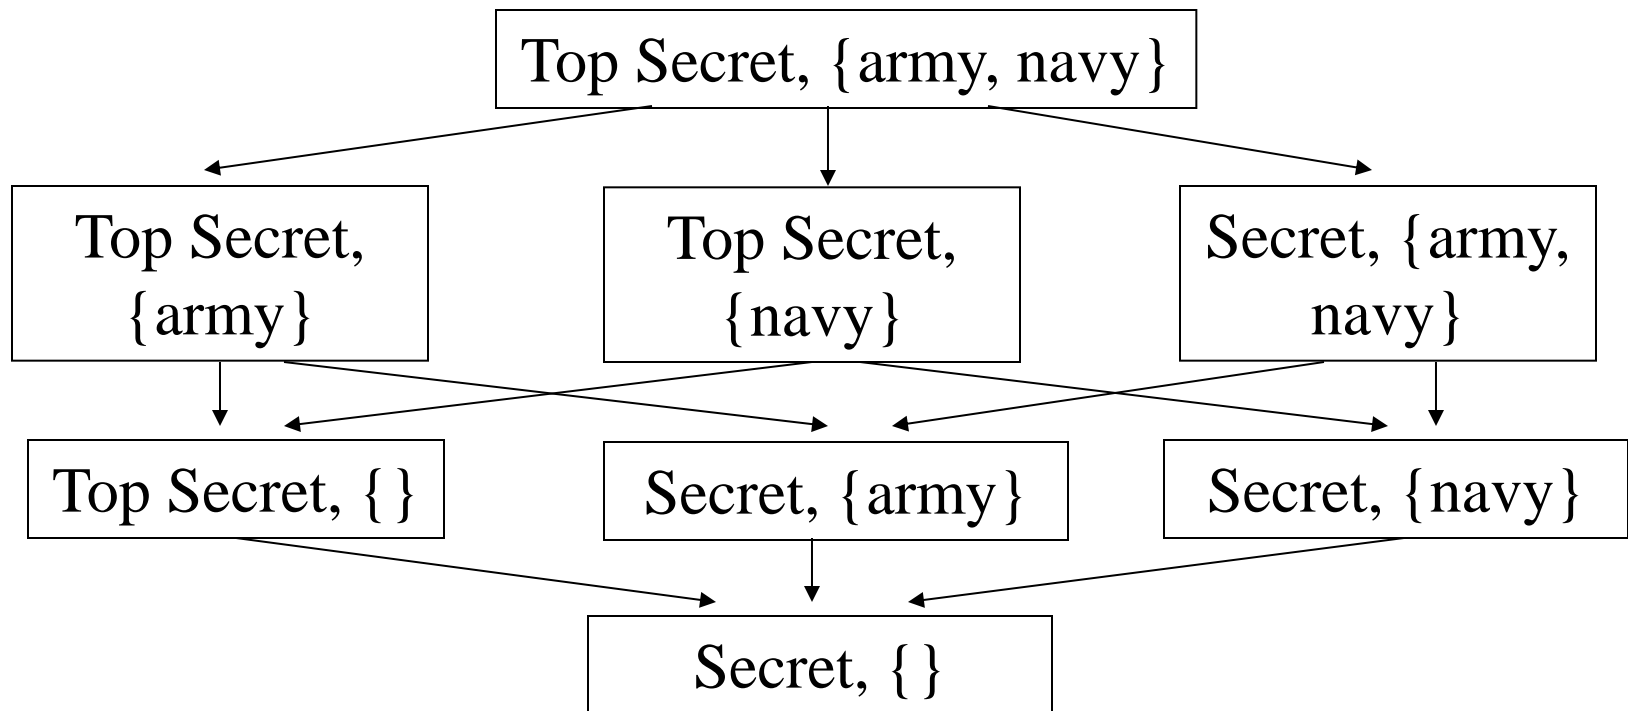 Top Secret, {army, navy}
Top Secret,
{army}
Top Secret,
{navy}
Secret, {army,
navy}
Top Secret, {}
Secret, {army}
Secret, {navy}
Secret, {}